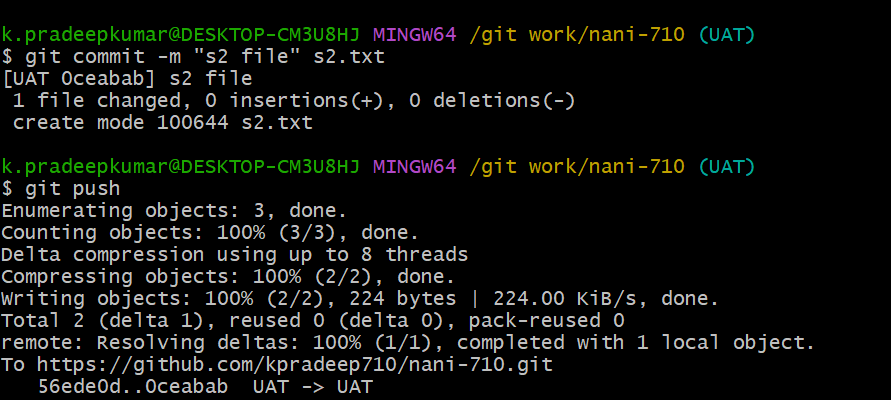 k.pradeepkumar@DESKTOP-CM3U8HJ MINGW64 /git work/nani-710 (UAT)
$ git commit -m "s2 file" s2.txt
[UAT 0ceabab] s2 file
 1 file changed, 0 insertions(+), 0 deletions(-)
 create mode 100644 s2.txt
k.pradeepkumar@DESKTOP-CM3U8HJ MINGW64 /git work/nani-710 (UAT)
$ git push
Enumerating objects: 3, done.
Counting objects: 100% (3/3), done.
Delta compression using up to 8 threads
Compressing objects: 100% (2/2), done.
Writing objects: 100% (2/2), 224 bytes | 224.00 KiB/s, done.
Total 2 (delta 1), reused 0 (delta 0), pack-reused 0
remote: Resolving deltas: 100% (1/1), completed with 1 local object.
To https://github.com/kpradeep710/nani-710.git
   56ede0d..0ceabab  UAT -> UAT